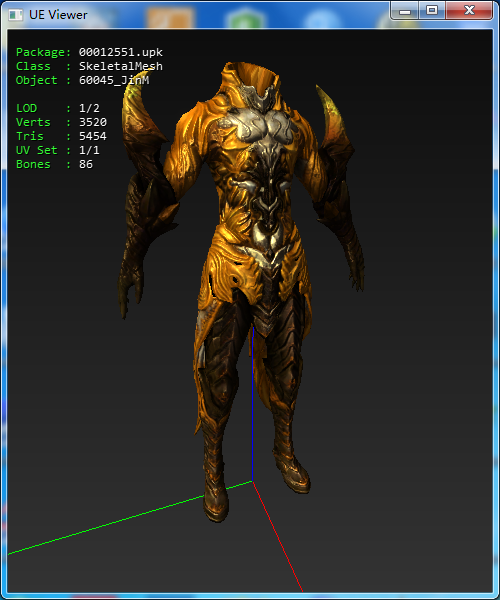 UE Viewer
Package: 00012551.upk
Class  : SkeletalMesh
Object : 60045_JinM
LOD    : 1/2
Verts  : 3520
Tris   : 5454
UV Set : 1/1
Bones  : 86